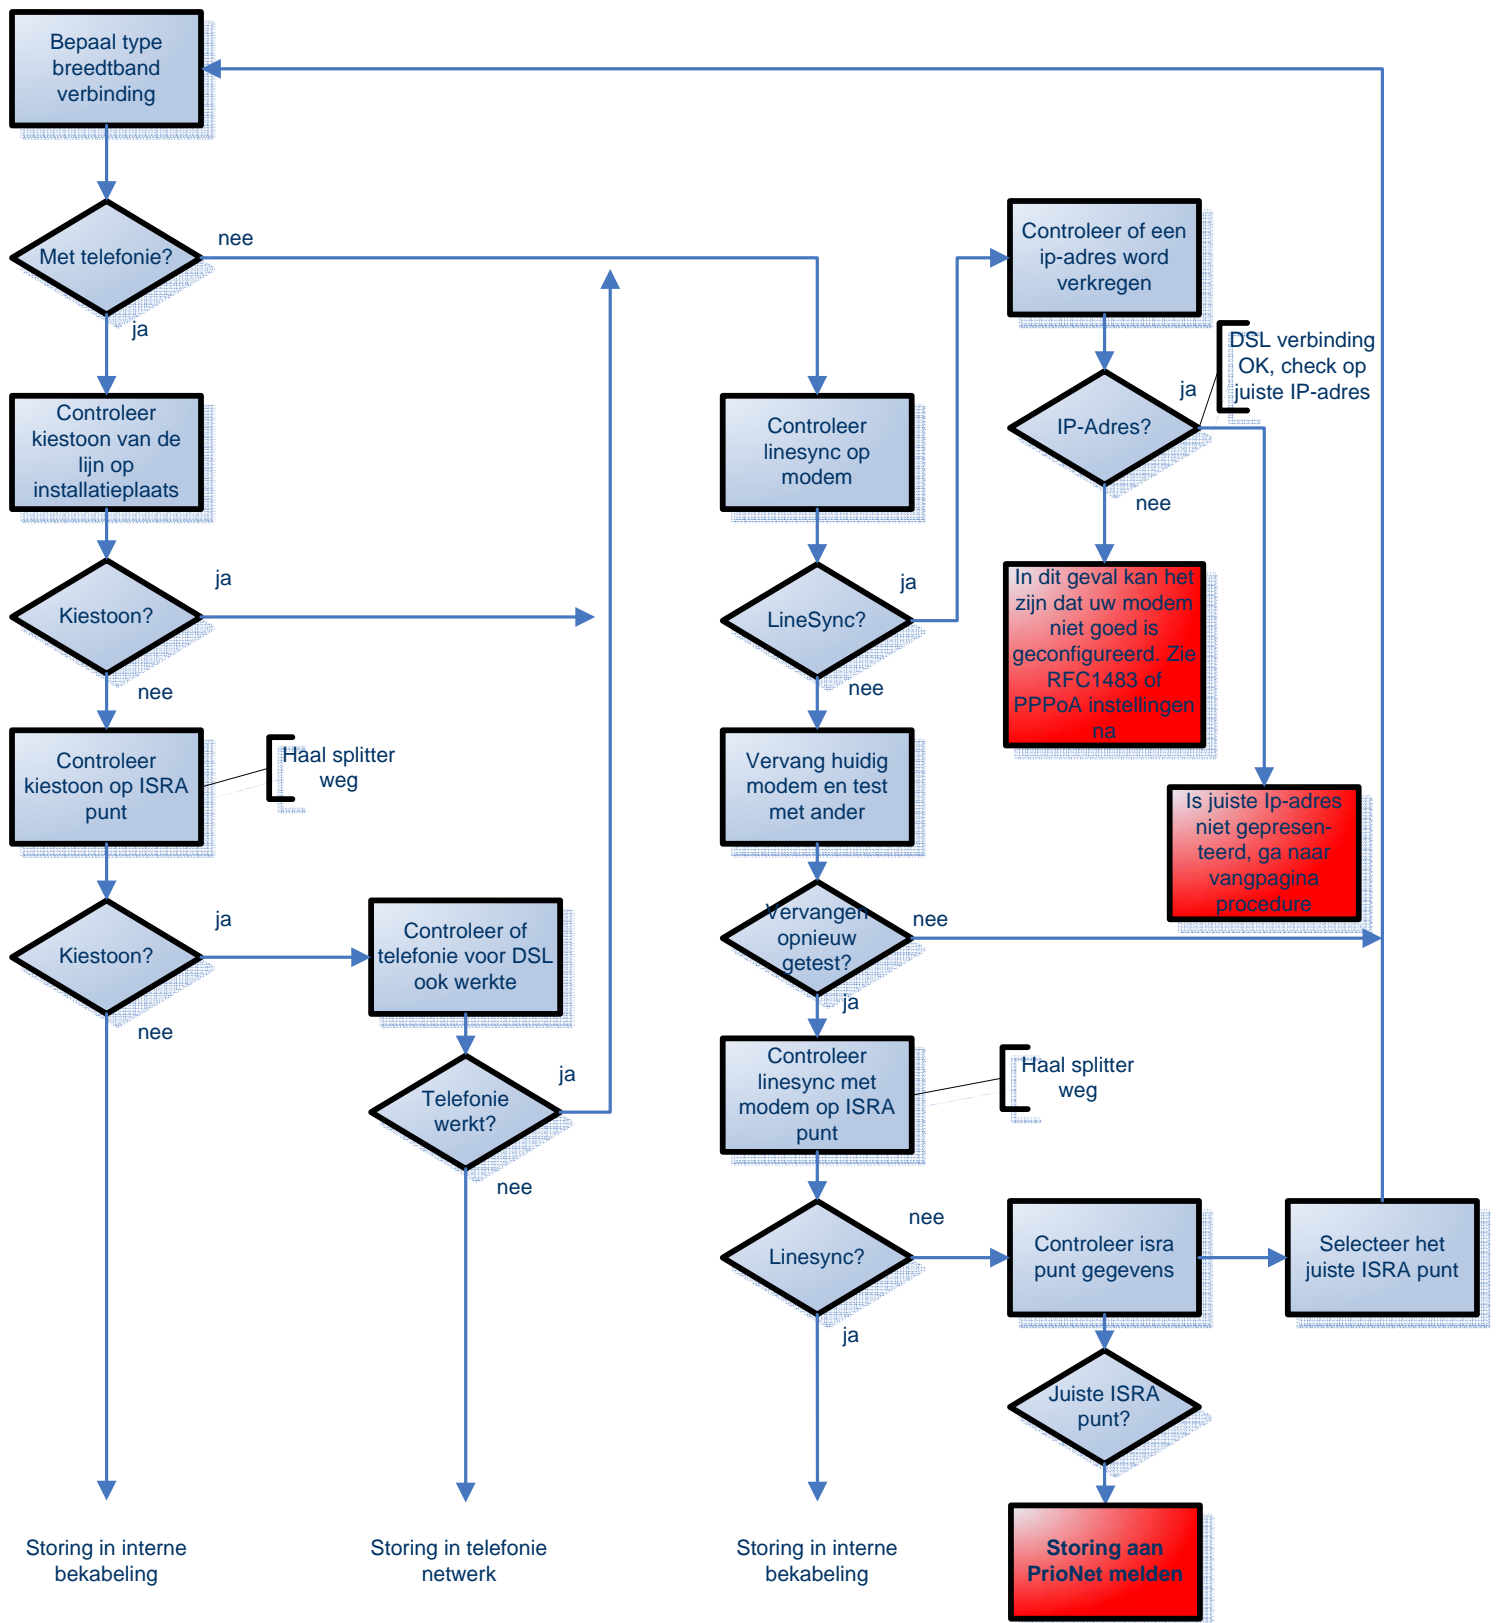 Bepaal type
breedtband
verbinding
Met telefonie?
nee
ja
Controleer
kiestoon van de
lijn op
installatieplaats
Kiestoon?
ja
nee
Controleer
kiestoon op ISRA
punt
Haal splitter
weg
Kiestoon?
ja
nee
Controleer of
telefonie voor DSL
ook werkte
Telefonie
werkt?
ja
nee
Storing in interne
bekabeling
Storing in telefonie
netwerk
Controleer
linesync op
modem
LineSync?
ja
nee
Vervang huidig
modem en test
met ander
Vervangen
opnieuw
getest?
nee
ja
Controleer
linesync met
modem op ISRA
punt
Haal splitter
weg
Linesync?
nee
ja
Storing in interne
bekabeling
Controleer of een
ip-adres word
verkregen
IP-Adres?
ja
nee
DSL verbinding
OK, check op
juiste IP-adres
In dit geval kan het
zijn dat uw modem
niet goed is
geconfigureerd. Zie
RFC1483 of
PPPoA instellingen
na
Is juiste Ip-adres
niet gepresen-
teerd, ga naar
vangpagina
procedure
Controleer isra
punt gegevens
Selecteer het
juiste ISRA punt
Juiste ISRA
punt?
Storing aan
PrioNet melden